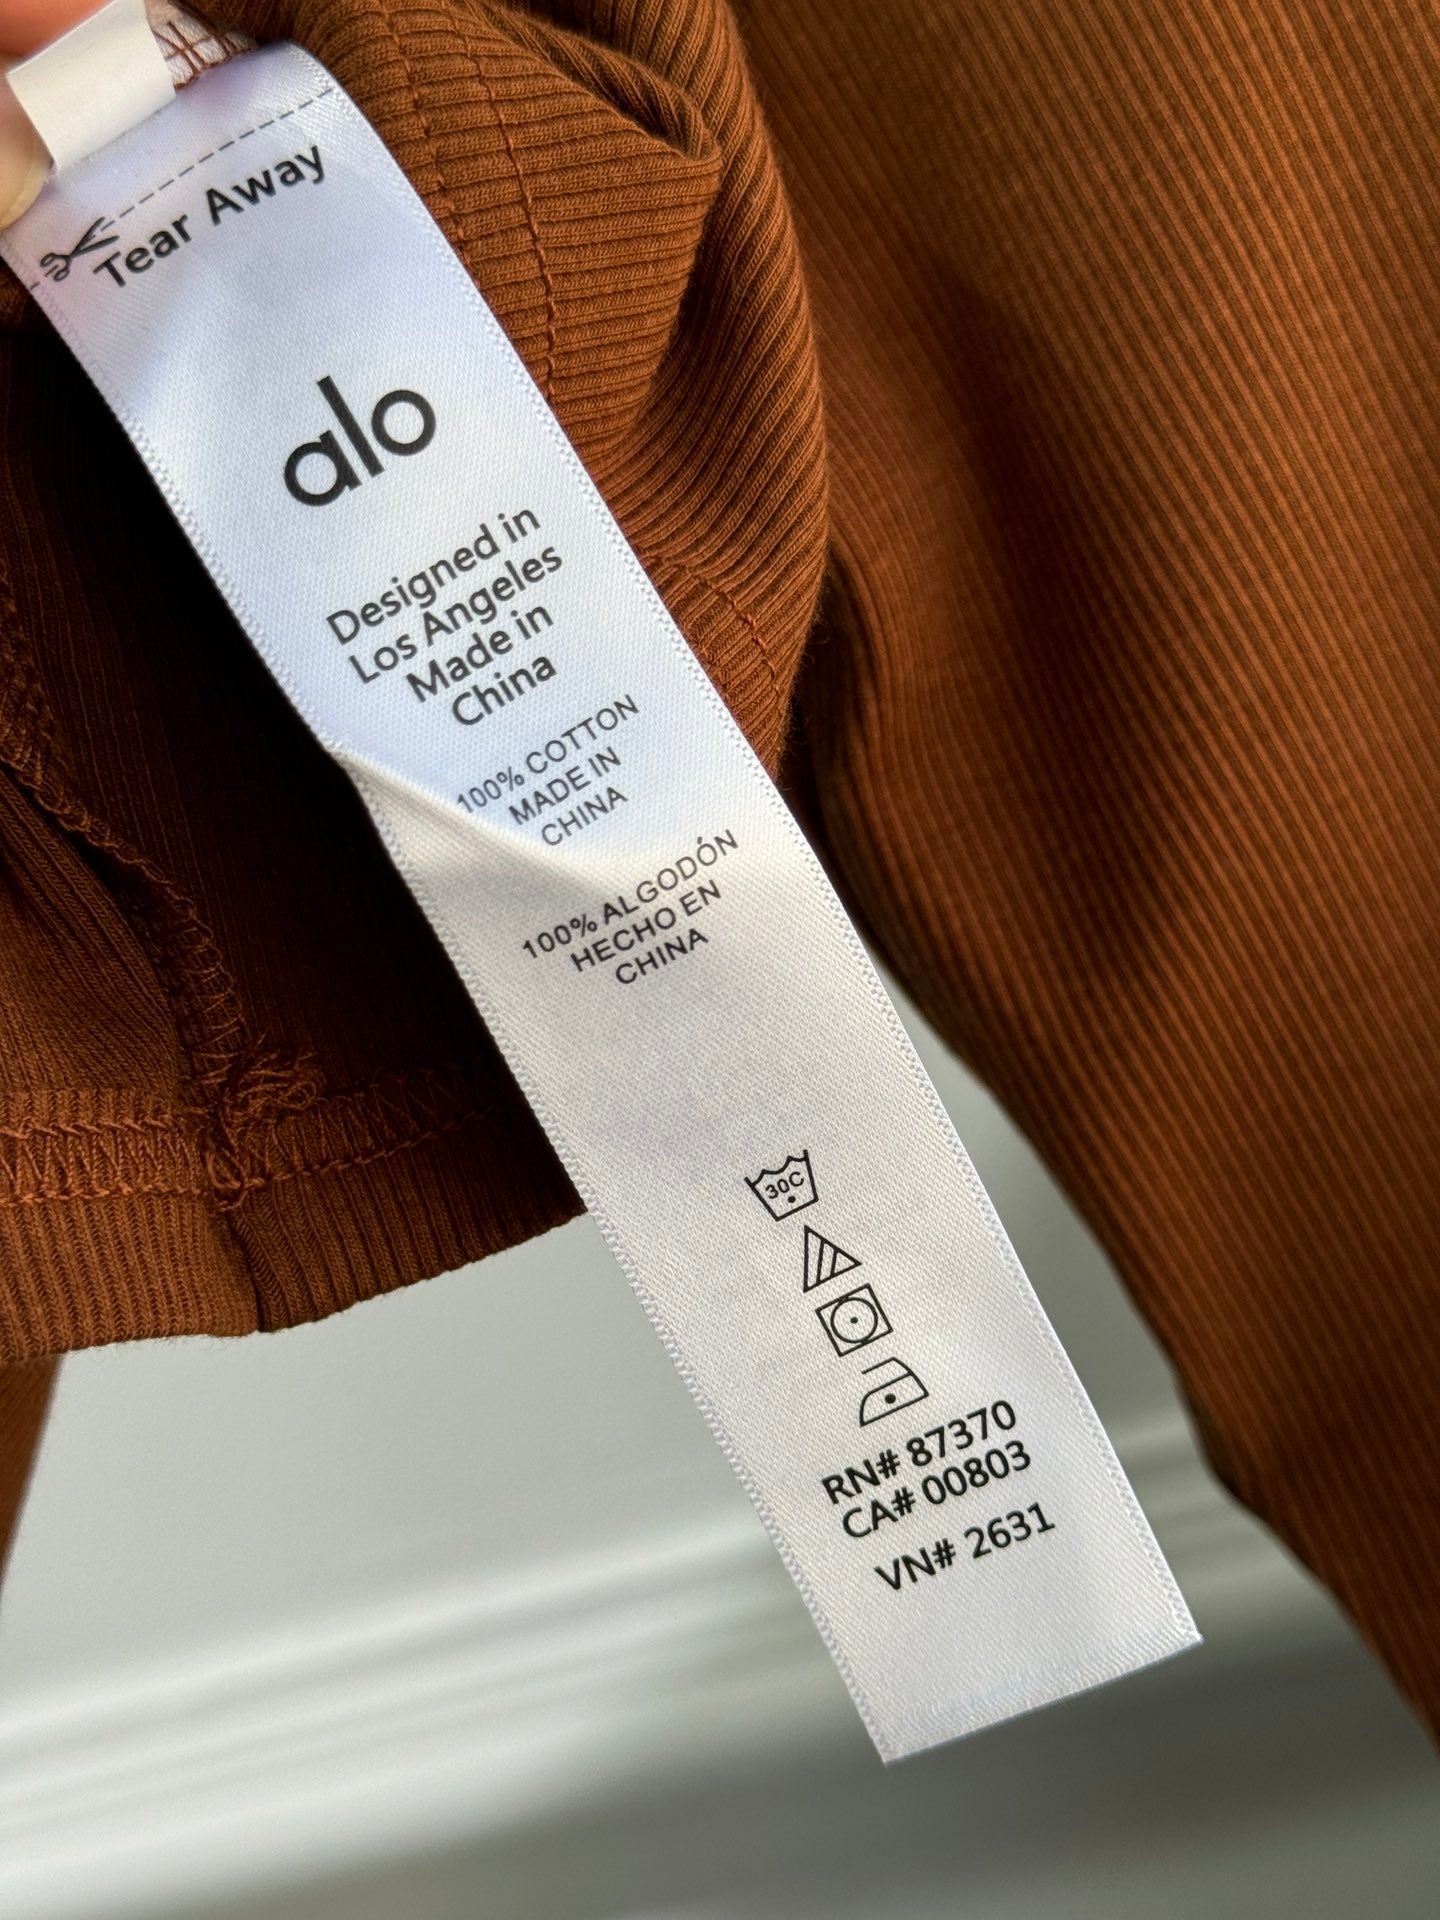 Tear Away
alo
Designed in
Los Angeles
Made in
China
100% COTTON
MADE IN
CHINA
100% ALGODÓN
HECHO EN
CHINA
30C
RN# 87370
CA# 00803
VN# 2631